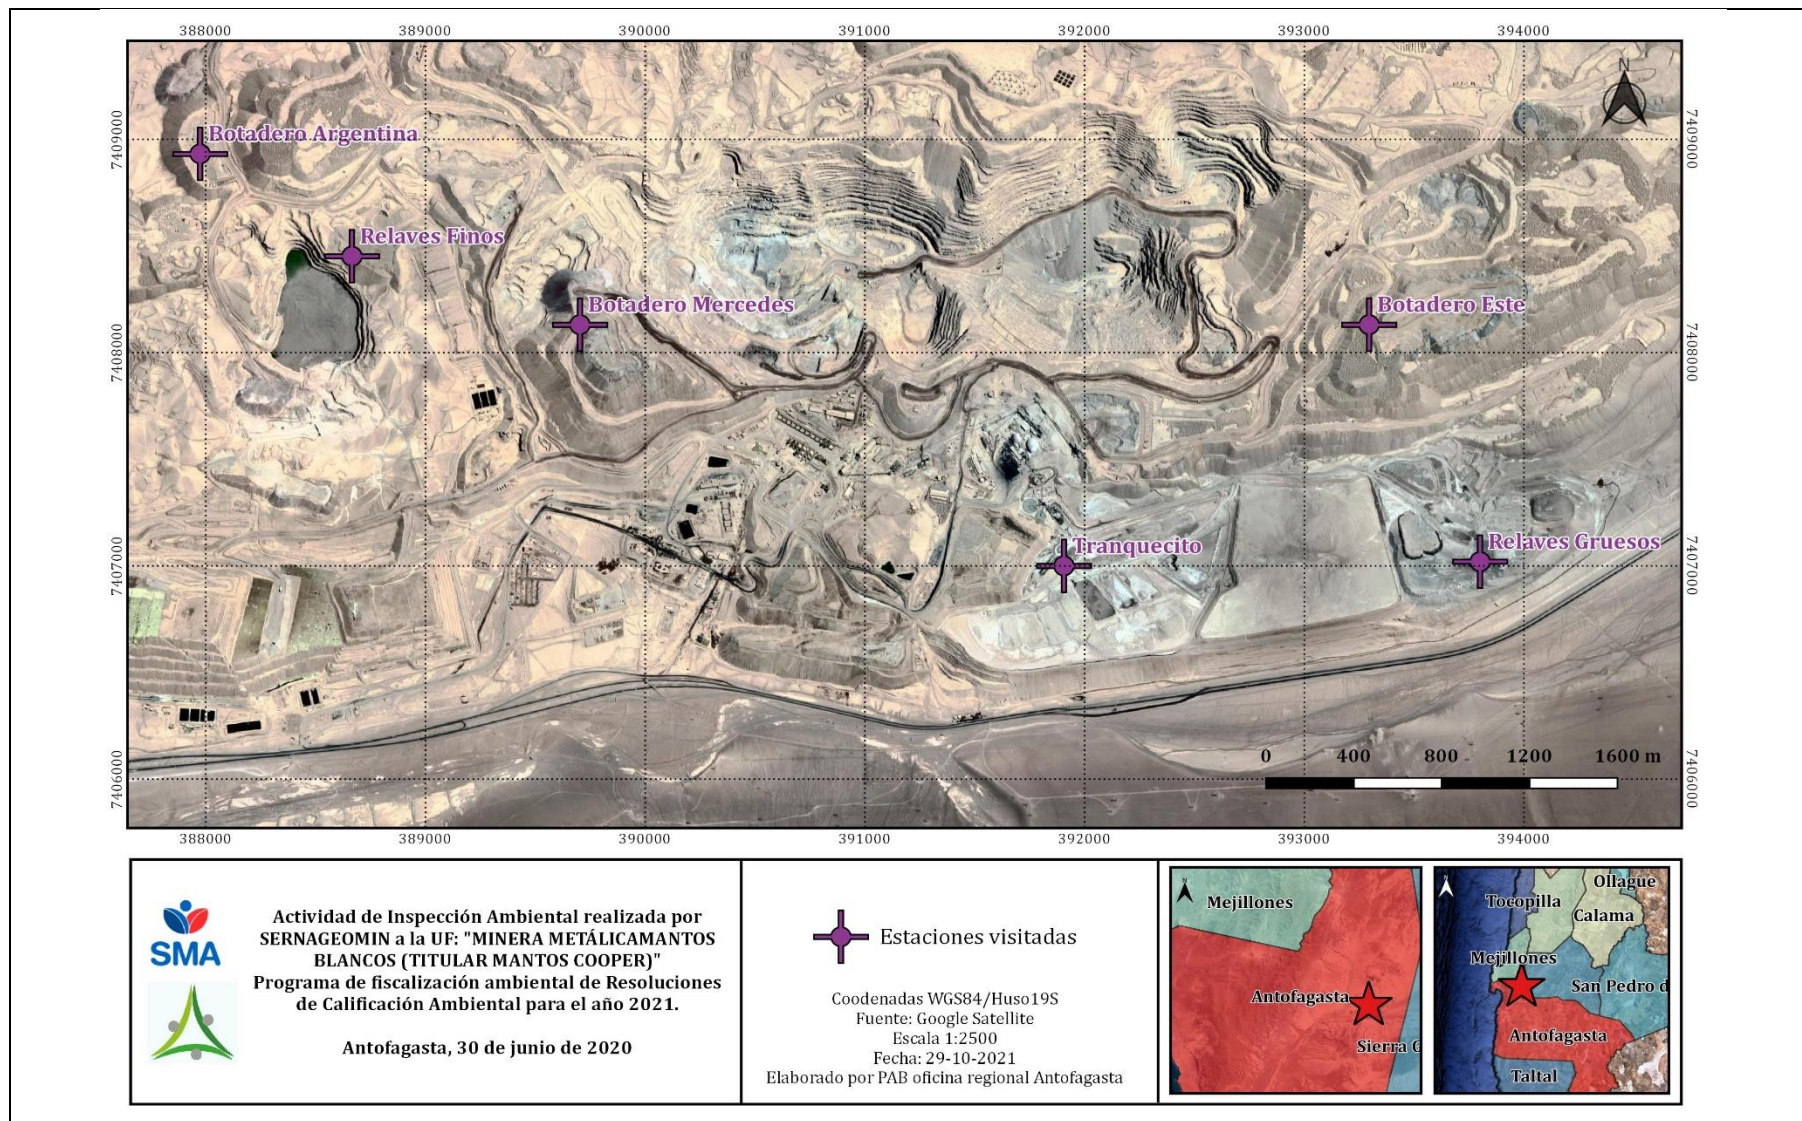 388000 389000 390000 391000 392000 393000 394000
N
7409000
7409000
Botadero Argentina
Relaves Finos
Botadero Mercedes
Botadero Este
7408000
7408000
Tranquecito
Relaves Gruesos
7407000
7407000
0 400 800 1200 1600 m
7406000
7406000
388000 389000 390000 391000 392000 393000 394000
SMA
Actividad de Inspección Ambiental realizada por
SERNAGEOMIN a la UF: "MINERA METÁLICAMANTOS
BLANCOS (TITULAR MANTOS COOPER)"
Programa de fiscalización ambiental de Resoluciones
de Calificación Ambiental para el año 2021.
Antofagasta, 30 de junio de 2020
Estaciones visitadas
Coodenadas WGS84/Huso19S
Fuente: Google Satellite
Escala 1:2500
Fecha: 29-10-2021
Elaborado por PAB oficina regional Antofagasta
N
Mejillones
Antofagasta
Sierra G
N
Ollague
Tocopilla
Calama
Mejillones
San Pedro d
Antofagasta
Taltal